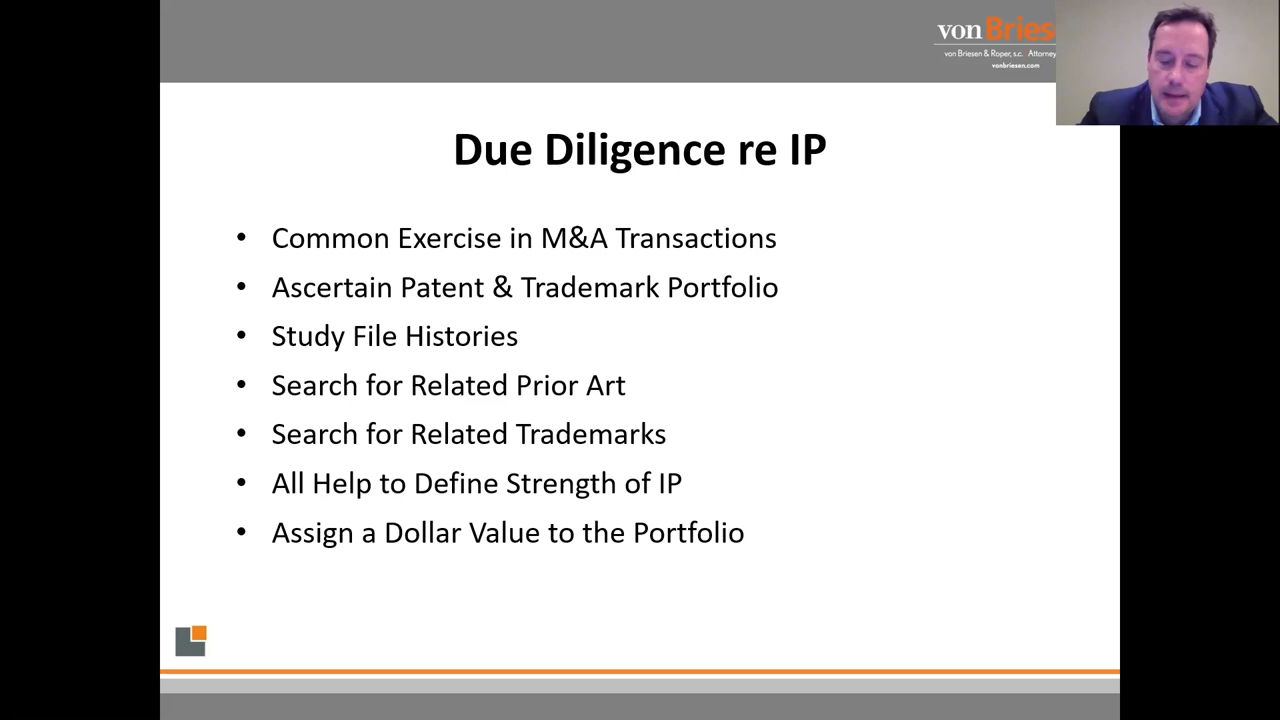 von Bries
von Briesen & Roper, s.c. Attorney
vonbriesen.com
Due Diligence re IP
• Common Exercise in M&A Transactions
• Ascertain Patent & Trademark Portfolio
• Study File Histories
• Search for Related Prior Art
• Search for Related Trademarks
• All Help to Define Strength of IP
• Assign a Dollar Value to the Portfolio